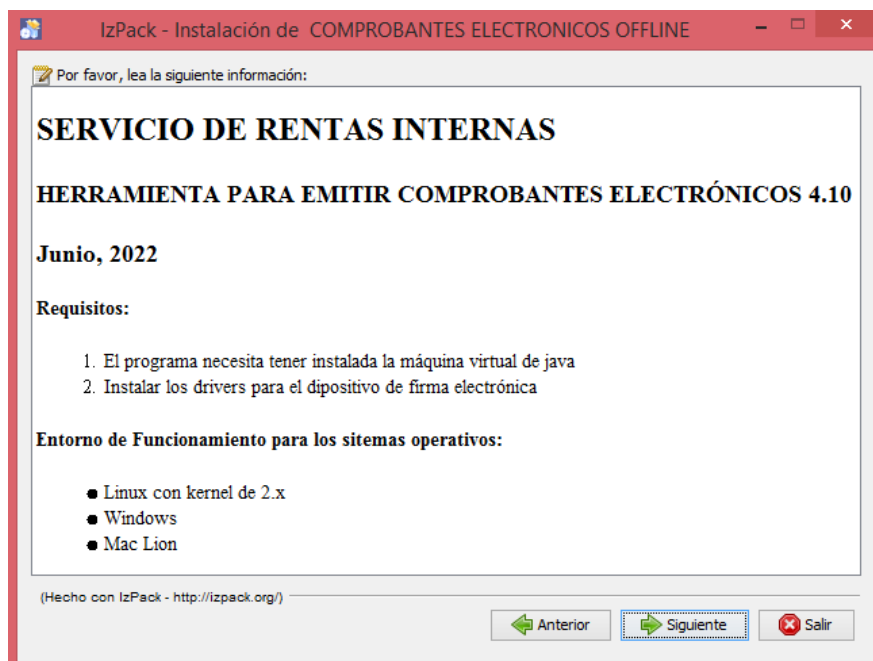 IzPack - Instalación de COMPROBANTES ELECTRONICOS OFFLINE
Por favor, lea la siguiente información:
SERVICIO DE RENTAS INTERNAS
HERRAMIENTA PARA EMITIR COMPROBANTES ELECTRÓNICOS 4.10
Junio, 2022
Requisitos:
1. El programa necesita tener instalada la máquina virtual de java
2. Instalar los drivers para el dipositivo de firma electrónica
Entorno de Funcionamiento para los sitemas operativos:
● Linux con kernel de 2.x
● Windows
● Mac Lion
(Hecho con IzPack - http://izpack.org/)
Anterior Siguiente Salir